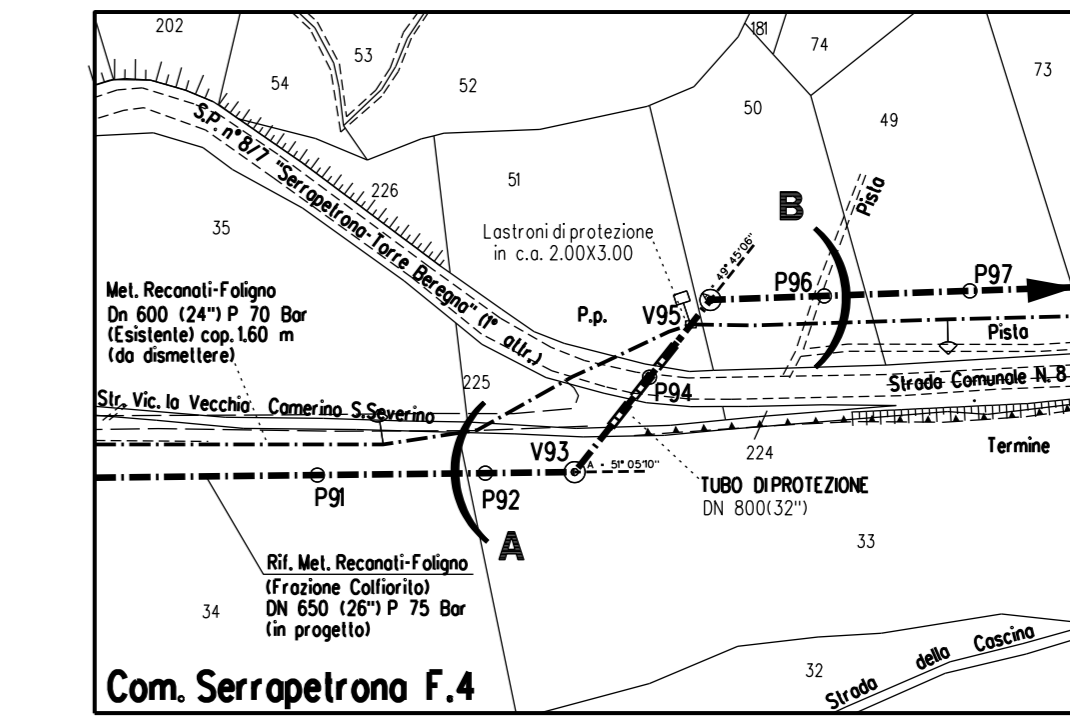 202
53
54
52
181
74
73
50
49
S.P. n°8/7 "Serrapetrona-Torre Beregna" (1°
attr.)
226
51
35
Lastroni di protezione
in c.a. 2.00X3.00
B
Pista
49° 45'06"
P96
P97
Met. Recanati-Foligno
Dn 600 (24") P 70 Bar
(Esistente) cop. 1.60 m
(da dismettere)
P.p.
V95
Pista
225
P94
Strada Comunale N. 8
Str. Vic. la Vecchia Camerino S.Severino
V93
A - 51° 05'10"
224
Termine
P91
P92
TUBO DI PROTEZIONE
DN 800(32")
A
33
Rif. Met. Recanati-Foligno
(Frazione Colfiorito)
DN 650 (26") P 75 Bar
(in progetto)
34
32
Strada della Cascina
Com. Serrapetrona F.4